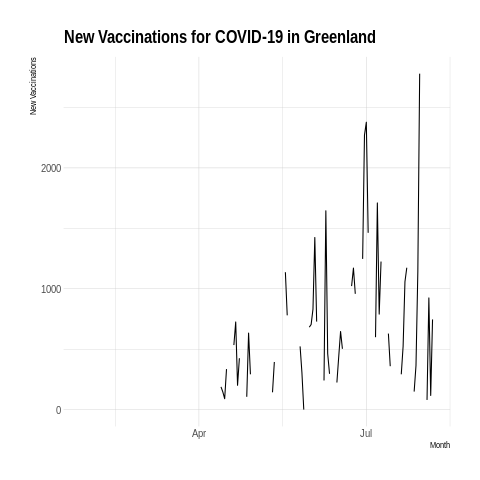 New Vaccinations for COVID-19 in Greenland
New Vaccinations
2000
1000
0
Apr
Jul
Month